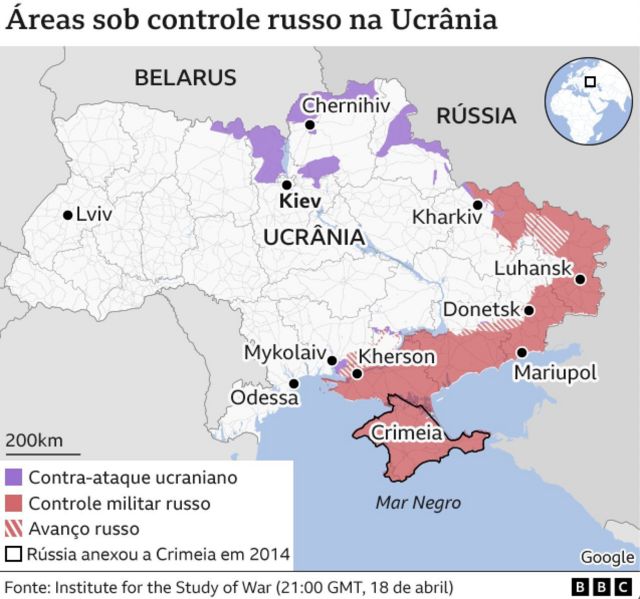 Áreas sob controle russo na Ucrânia
BELARUS
RÚSSIA
Chernihiv
Kiev
Lviv
UCRÂNIA
Kharkiv
Luhansk
Donetsk
Mykolaiv
Kherson
Mariupol
Odessa
Crimeia
Mar Negro
200km
Contra-ataque ucraniano
Controle militar russo
Avanço russo
Rússia anexou a Crimeia em 2014
Google
Fonte: Institute for the Study of War (21:00 GMT, 18 de abril)
BBC